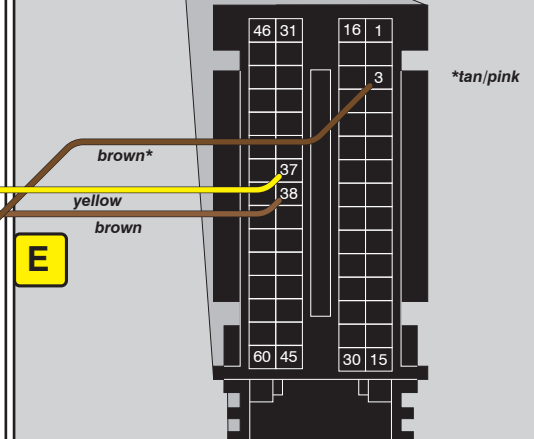 46 31 16 1
3 *tan/pink
brown*
37
yellow
38
brown
E
60 45 30 15